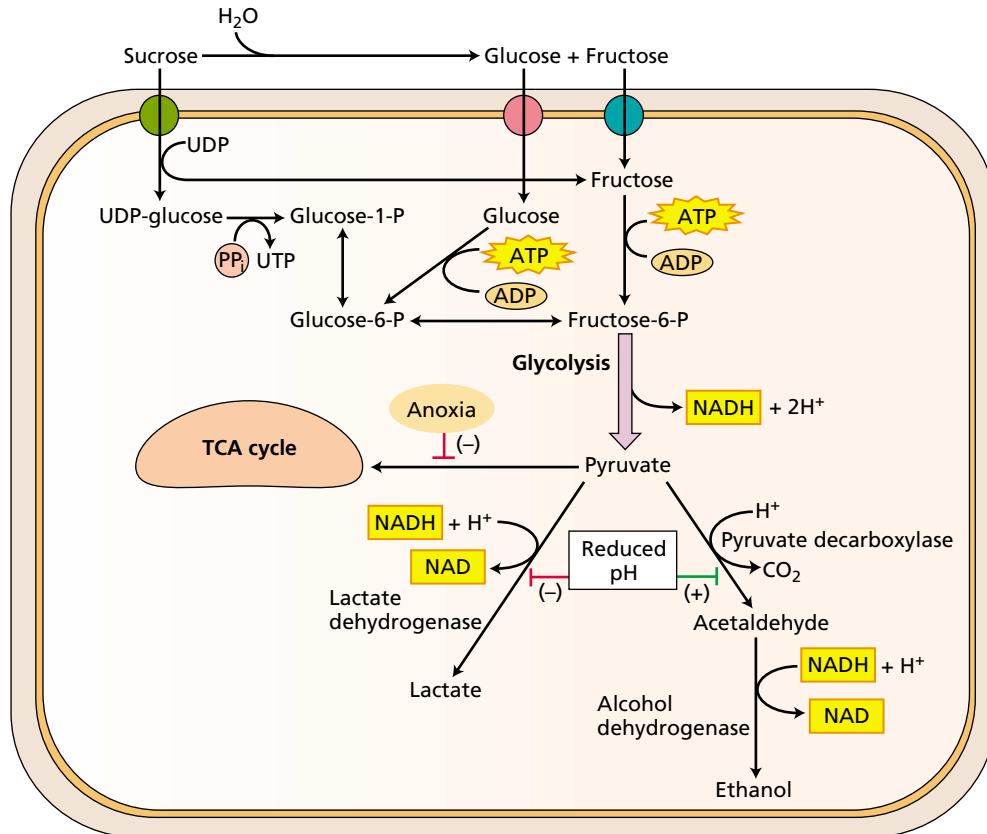 H₂O
Sucrose
Glucose + Fructose
UDP
Fructose
UDP-glucose
Glucose-1-P
Glucose
ATP
PPi
UTP
ATP
ADP
ADP
Glucose-6-P
Fructose-6-P
Glycolysis
Anoxia
NADH + 2H⁺
(–)
TCA cycle
Pyruvate
NADH + H⁺
H⁺
Reduced
pH
Pyruvate decarboxylase
NAD
CO₂
(–)
(+)
Lactate
dehydrogenase
Acetaldehyde
NADH + H⁺
Lactate
Alcohol
dehydrogenase
NAD
Ethanol